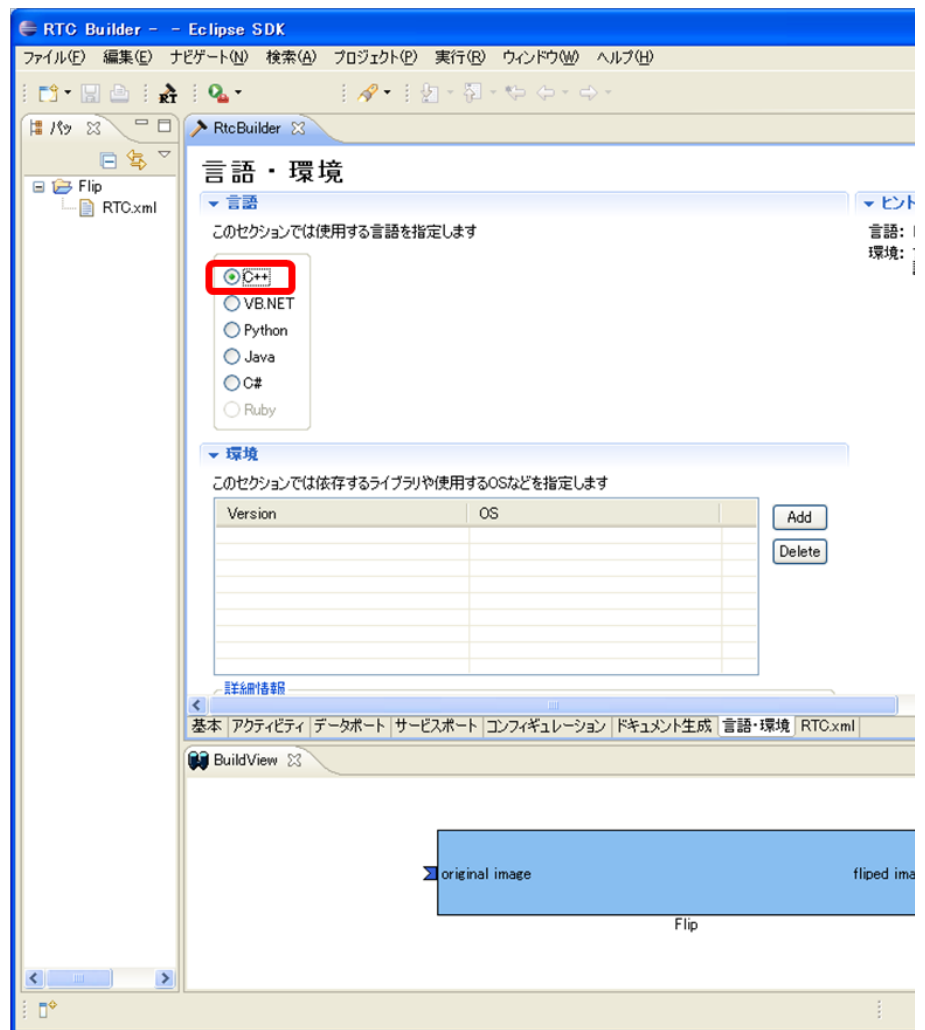 RTC Builder - - Eclipse SDK
ファイル(F) 編集(E) ナビゲート(N) 検索(A) プロジェクト(P) 実行(R) ウィンドウ(W) ヘルプ(H)
パッ
RtcBuilder
Flip
RTC.xml
言語・環境
言語
このセクションでは使用する言語を指定します
C++
VB.NET
Python
Java
C#
Ruby
ヒント
言語:
環境:
環境
このセクションでは依存するライブラリや使用するOSなどを指定します
Version OS
Add
Delete
詳細情報
基本 アクティビティ データポート サービスポート コンフィギュレーション ドキュメント生成 言語・環境 RTC.xml
BuildView
original image fliped ima
Flip